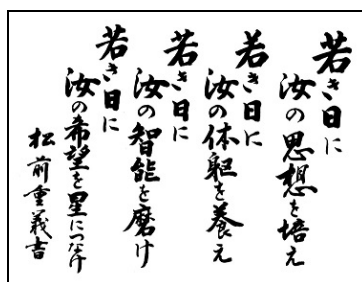 若き日に
汝の思想を培え
若き日に
汝の体躯を養え
若き日に
汝の智能を磨け
若き日に
汝の希望を星につなげ
松前重義書